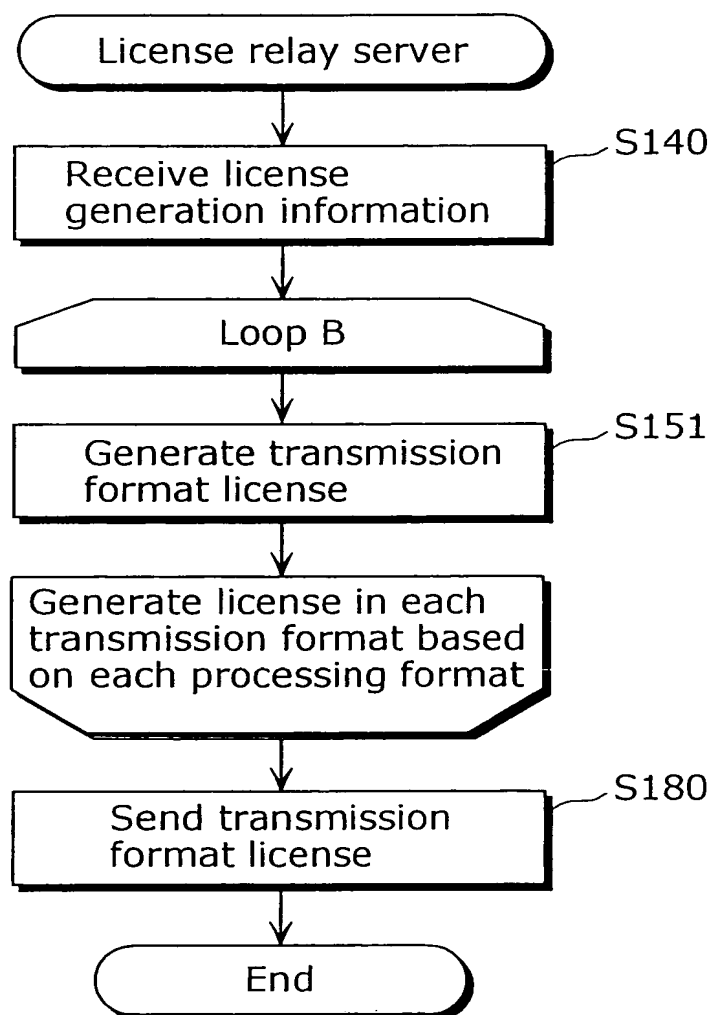 License relay server
S140
Receive license
generation information
Loop B
S151
Generate transmission
format license
Generate license in each
transmission format based
on each processing format
S180
Send transmission
format license
End